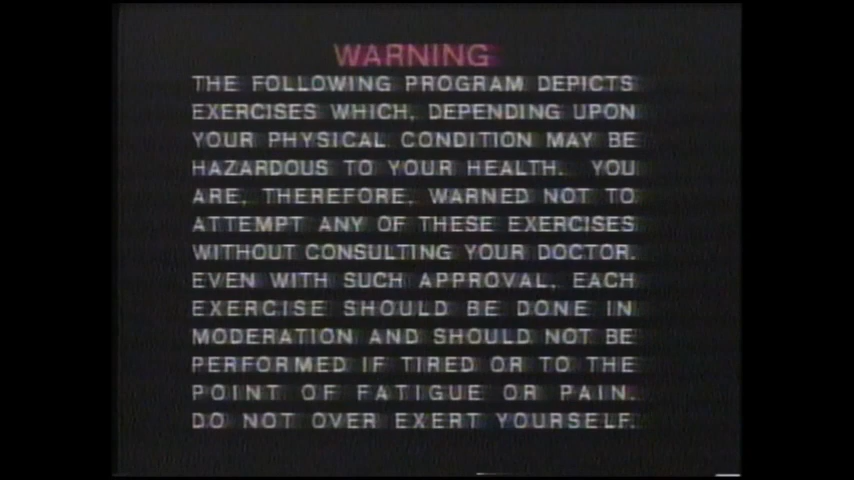 WARNING
THE FOLLOWING PROGRAM DEPICTS
EXERCISES WHICH, DEPENDING UPON
YOUR PHYSICAL CONDITION MAY BE
HAZARDOUS TO YOUR HEALTH. YOU
ARE, THEREFORE, WARNED NOT TO
ATTEMPT ANY OF THESE EXERCISES
WITHOUT CONSULTING YOUR DOCTOR.
EVEN WITH SUCH APPROVAL, EACH
EXERCISE SHOULD BE DONE IN
MODERATION AND SHOULD NOT BE
PERFORMED IF TIRED OR TO THE
POINT OF FATIGUE OR PAIN.
DO NOT OVER EXERT YOURSELF.